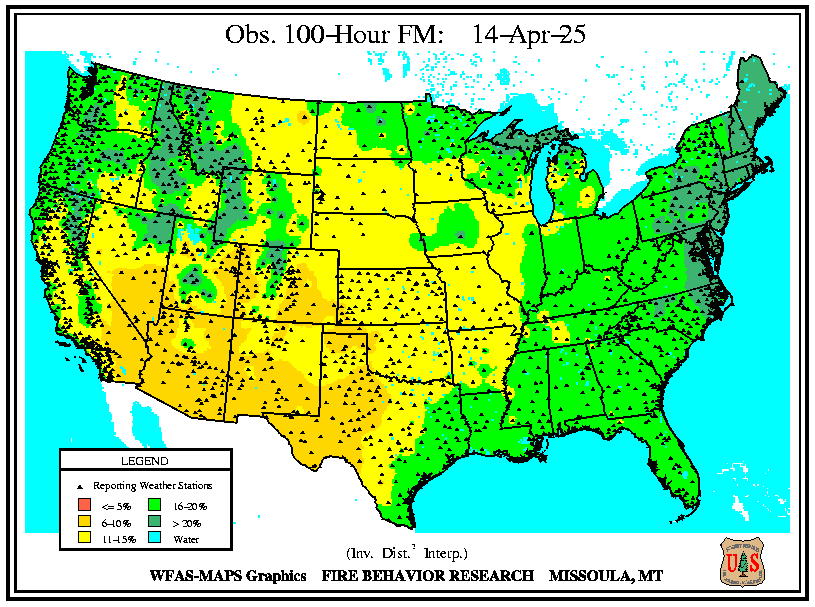 Obs. 100-Hour FM: 14-Apr-25
LEGEND
Reporting Weather Stations
<= 5%
16-20%
6-10%
> 20%
11-15%
Water
(Inv. Dist.² Interp.)
WFAS-MAPS Graphics FIRE BEHAVIOR RESEARCH MISSOULA, MT
U S